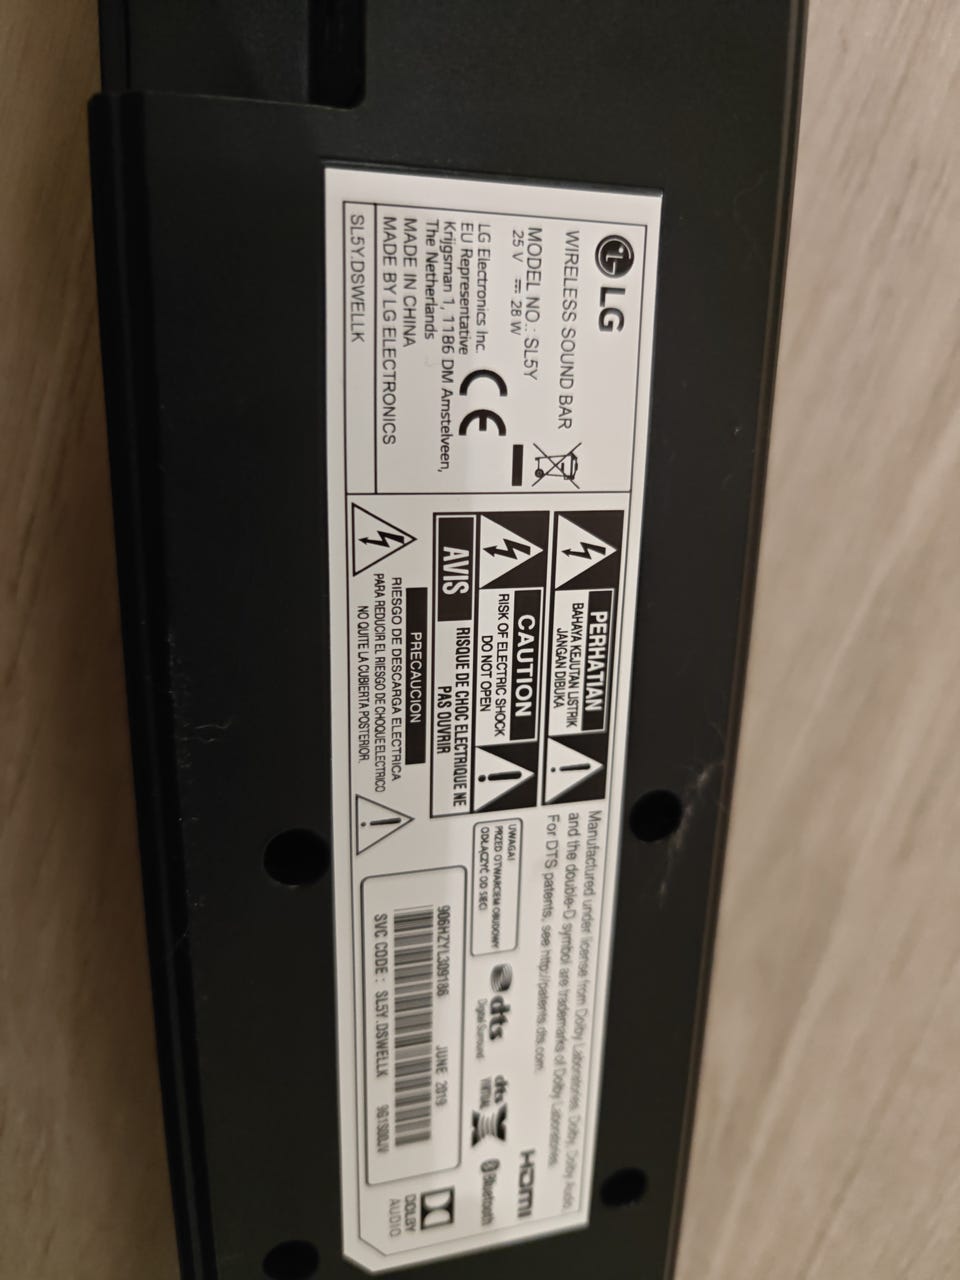 LG
WIRELESS SOUND BAR
MODEL NO.: SL5Y
25 V ⎓ 28 W
LG Electronics Inc.
EU Representative
Krijgsman 1, 1186 DM Amstelveen,
The Netherlands
MADE IN CHINA
MADE BY LG ELECTRONICS
SL5Y.DSWELLK
CE
PERHATIAN
BAHAYA KEJUTAN LISTRIK
JANGAN DIBUKA
CAUTION
RISK OF ELECTRIC SHOCK
DO NOT OPEN
AVIS
RISQUE DE CHOC ELECTRIQUE NE
PAS OUVRIR
PRECAUCION
RIESGO DE DESCARGA ELECTRICA
PARA REDUCIR EL RIESGO DE CHOQUE ELECTRICO
NO QUITE LA CUBIERTA POSTERIOR.
Manufactured under license from Dolby Laboratories. Dolby, Dolby Audio,
and the double-D symbol are trademarks of Dolby Laboratories.
For DTS patents, see http://patents.dts.com.
UWAGA!
PRZED OTWARCIEM OBUDOWY
ODŁĄCZYĆ OD SIECI
dts
Digital Surround
dts X
VIRTUAL
HDMI
Bluetooth
906HZYL309186 JUNE 2019
SVC CODE : SL5Y.DSWELLK
DOLBY
AUDIO